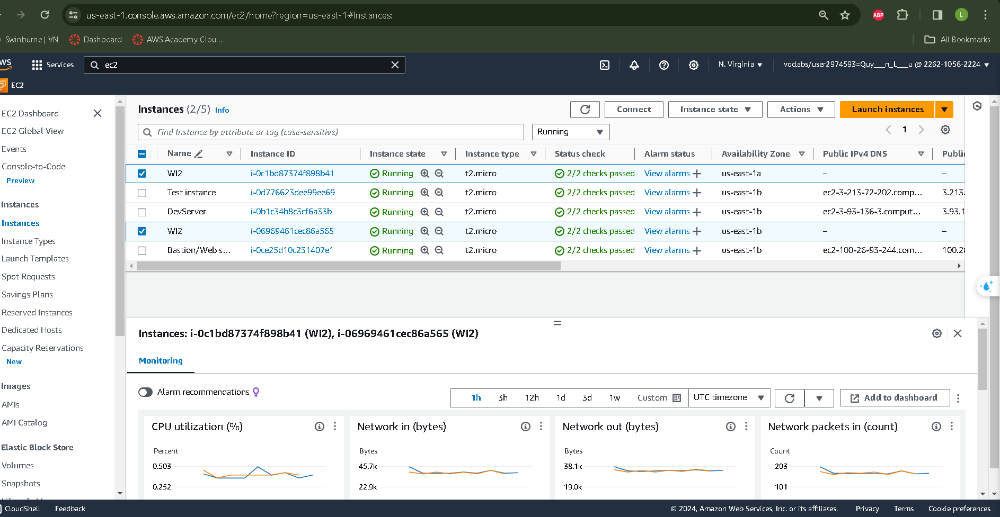 us-east-1.console.aws.amazon.com/ec2/home?region=us-east-1#Instances:
ABP
L
Swinburne | VN
Dashboard
AWS Academy Clou...
All Bookmarks
Services
ec2
N. Virginia
voclabs/user2974593=Quy___n_L___u @ 2262-1056-2224
EC2
EC2 Dashboard
EC2 Global View
Events
Console-to-Code
Preview
Instances
Instances
Instance Types
Launch Templates
Spot Requests
Savings Plans
Reserved Instances
Dedicated Hosts
Capacity Reservations
New
Images
AMIs
AMI Catalog
Elastic Block Store
Volumes
Snapshots
Instances (2/5) Info
Connect
Instance state
Actions
Launch instances
Find Instance by attribute or tag (case-sensitive)
Running
1
Name Instance ID Instance state Instance type Status check Alarm status Availability Zone Public IPv4 DNS Public
WI2 i-0c1bd87374f898b41 Running t2.micro 2/2 checks passed View alarms + us-east-1a – –
Test instance i-0d776623dee99ee69 Running t2.micro 2/2 checks passed View alarms + us-east-1b ec2-3-213-72-202.comp... 3.213.
DevServer i-0b1c34b8c3cf6a33b Running t2.micro 2/2 checks passed View alarms + us-east-1b ec2-3-93-136-3.comput... 3.93.1
WI2 i-06969461cec86a565 Running t2.micro 2/2 checks passed View alarms + us-east-1b – –
Bastion/Web s... i-0ce25d10c231407e1 Running t2.micro 2/2 checks passed View alarms + us-east-1b ec2-100-26-93-244.com... 100.26
Instances: i-0c1bd87374f898b41 (WI2), i-06969461cec86a565 (WI2)
Monitoring
Alarm recommendations
1h 3h 12h 1d 3d 1w Custom
UTC timezone
Add to dashboard
CPU utilization (%)
Percent
0.503
0.252
Network in (bytes)
Bytes
45.7k
22.9k
Network out (bytes)
Bytes
38.1k
19.0k
Network packets in (count)
Count
203
101
CloudShell
Feedback
© 2024, Amazon Web Services, Inc. or its affiliates.
Privacy
Terms
Cookie preferences